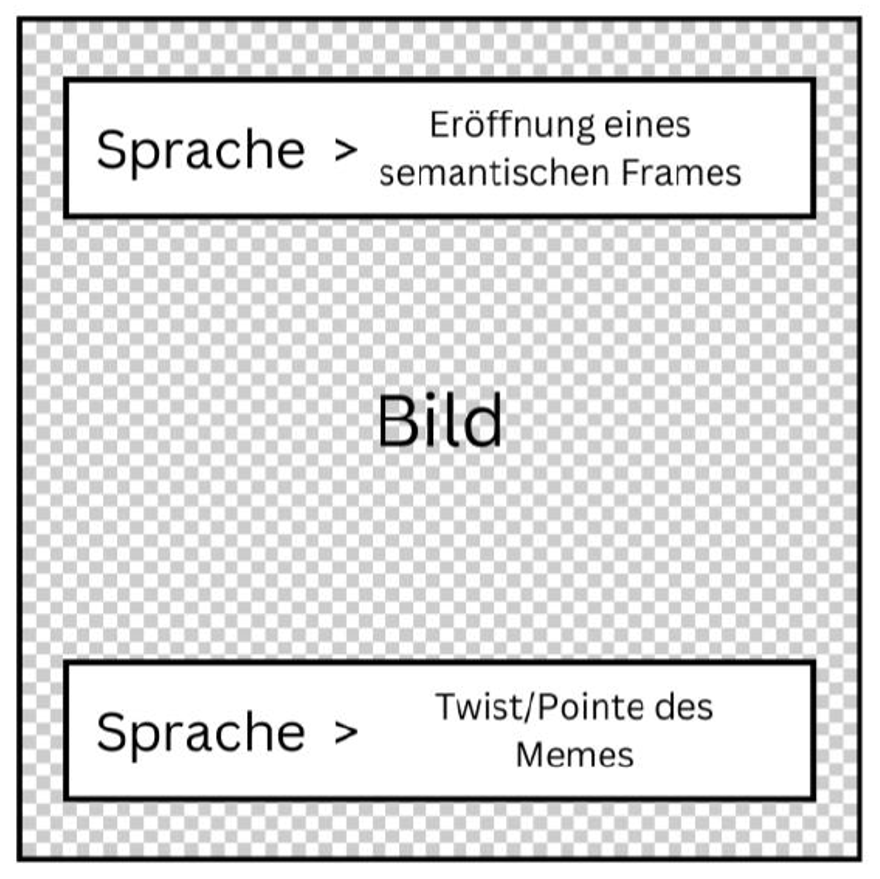 Sprache > Eröffnung eines
semantischen Frames
Bild
Sprache > Twist/Pointe des
Memes